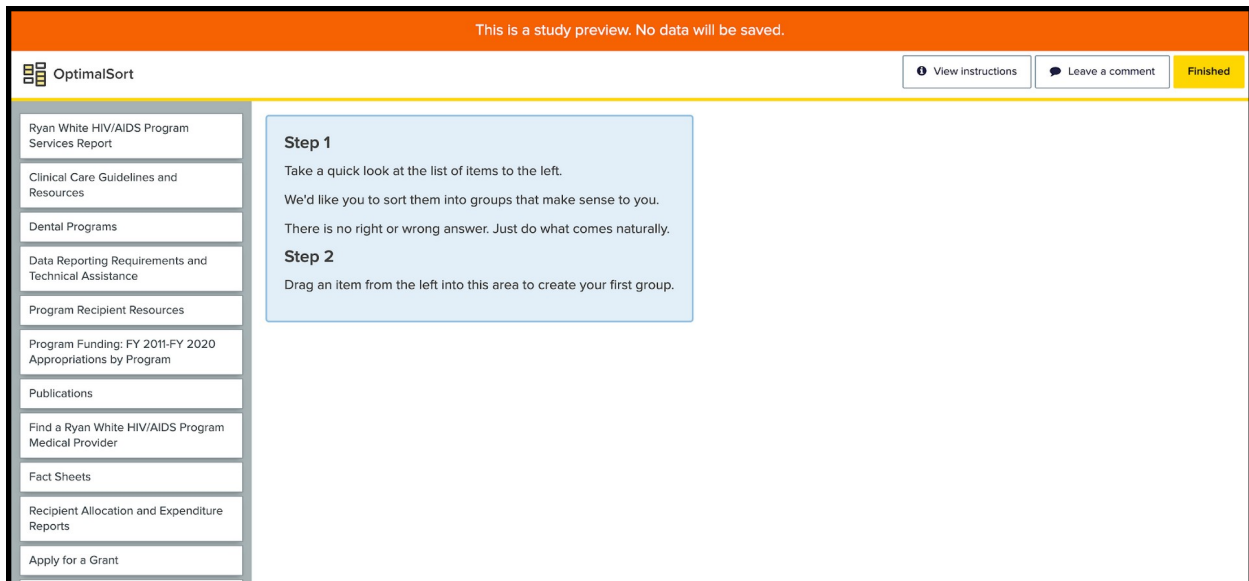 This is a study preview. No data will be saved.
OptimalSort
View instructions
Leave a comment
Finished
Ryan White HIV/AIDS Program
Services Report
Clinical Care Guidelines and
Resources
Dental Programs
Data Reporting Requirements and
Technical Assistance
Program Recipient Resources
Program Funding: FY 2011-FY 2020
Appropriations by Program
Publications
Find a Ryan White HIV/AIDS Program
Medical Provider
Fact Sheets
Recipient Allocation and Expenditure
Reports
Apply for a Grant
Step 1
Take a quick look at the list of items to the left.
We'd like you to sort them into groups that make sense to you.
There is no right or wrong answer. Just do what comes naturally.
Step 2
Drag an item from the left into this area to create your first group.